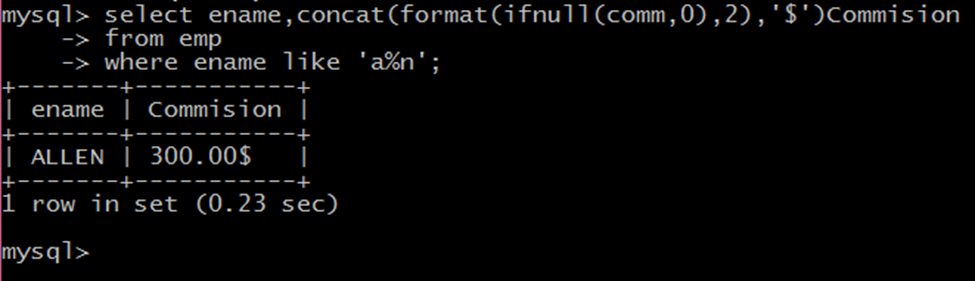 mysql> select ename,concat(format(ifnull(comm,0),2),'$')Commision
    -> from emp
    -> where ename like 'a%n';
+-------+-----------+
| ename | Commision |
+-------+-----------+
| ALLEN | 300.00$   |
+-------+-----------+
1 row in set (0.23 sec)
mysql>